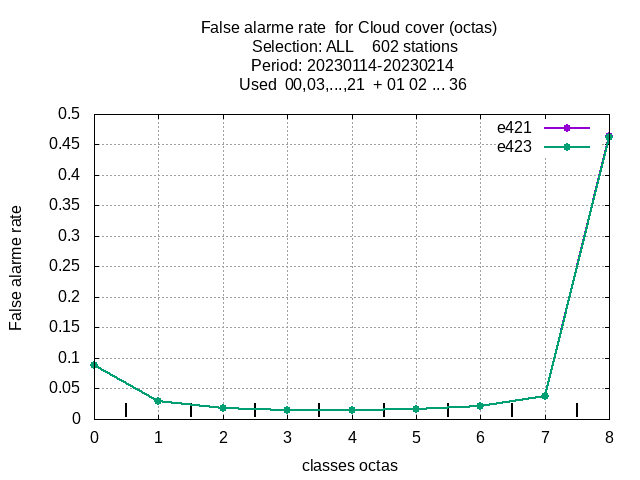 False alarme rate  for Cloud cover (octas)
Selection: ALL    602 stations
Period: 20230114-20230214
Used  00,03,...,21  + 01 02 ... 36
e421
e423
0.5
0.45
0.4
0.35
0.3
0.25
0.2
0.15
0.1
0.05
0
False alarme rate
0 1 2 3 4 5 6 7 8
classes octas